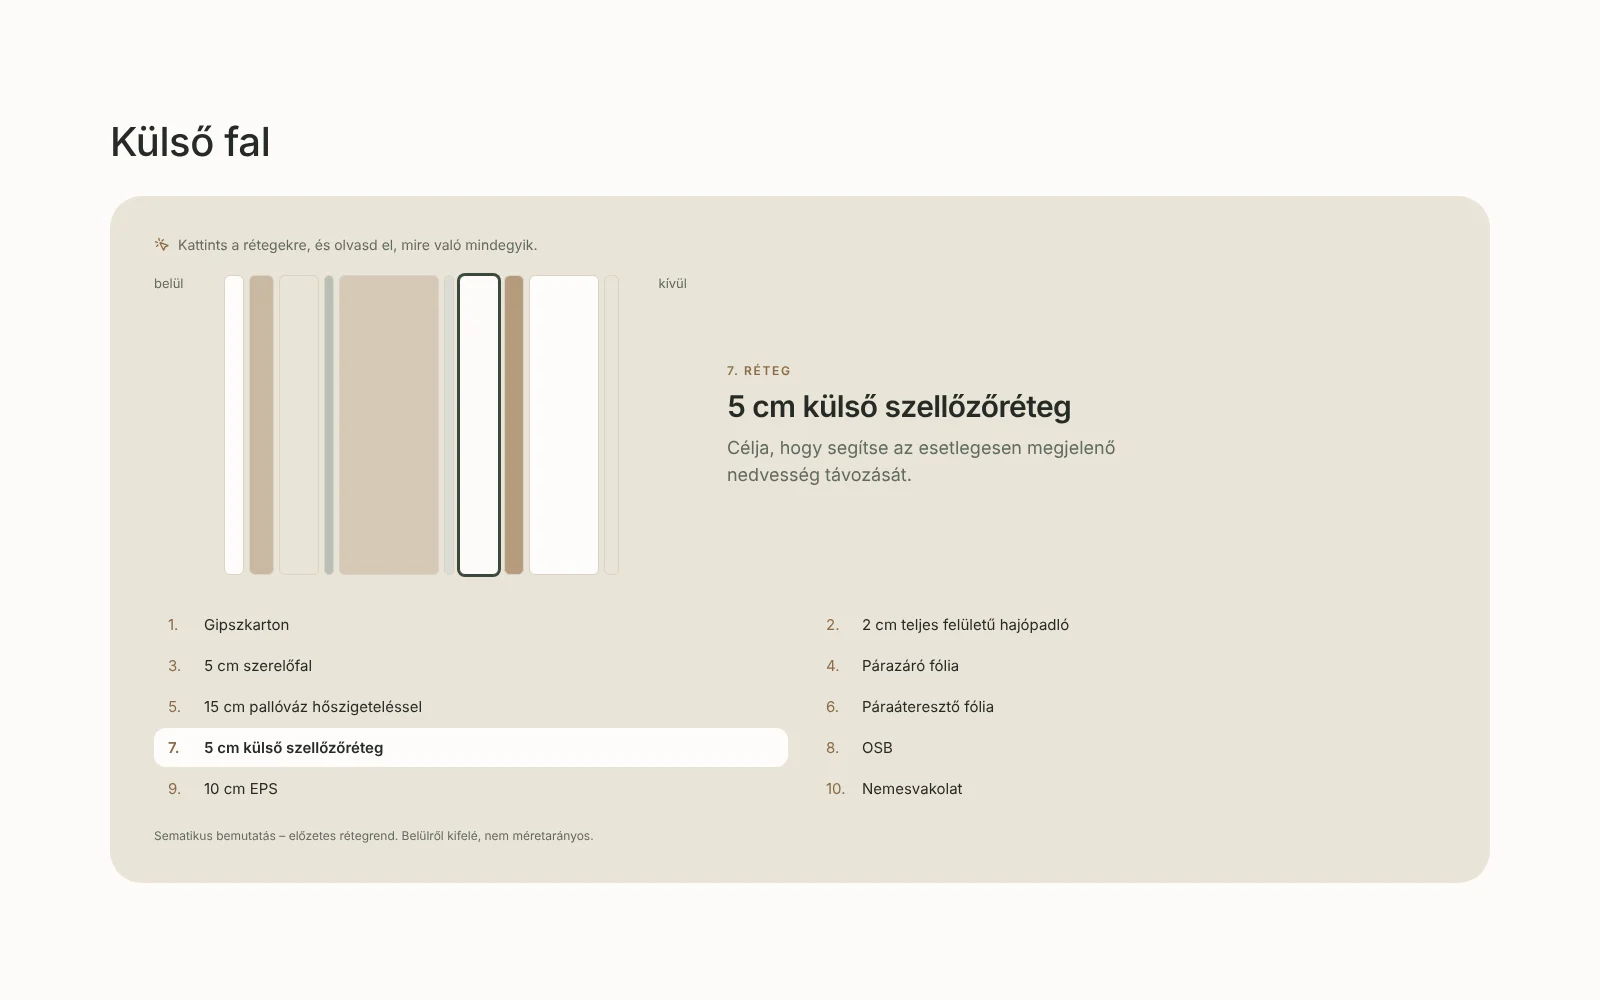 Külső fal
Kattints a rétegekre, és olvasd el, mire való mindegyik.
belül
kívül
7. RÉTEG
5 cm külső szellőzőréteg
Célja, hogy segítse az esetlegesen megjelenő
nedvesség távozását.
1. Gipszkarton
2. 2 cm teljes felületű hajópadló
3. 5 cm szerelőfal
4. Párazáró fólia
5. 15 cm pallóváz hőszigeteléssel
6. Páraáteresztő fólia
7. 5 cm külső szellőzőréteg
8. OSB
9. 10 cm EPS
10. Nemesvakolat
Sematikus bemutatás – előzetes rétegrend. Belülről kifelé, nem méretarányos.